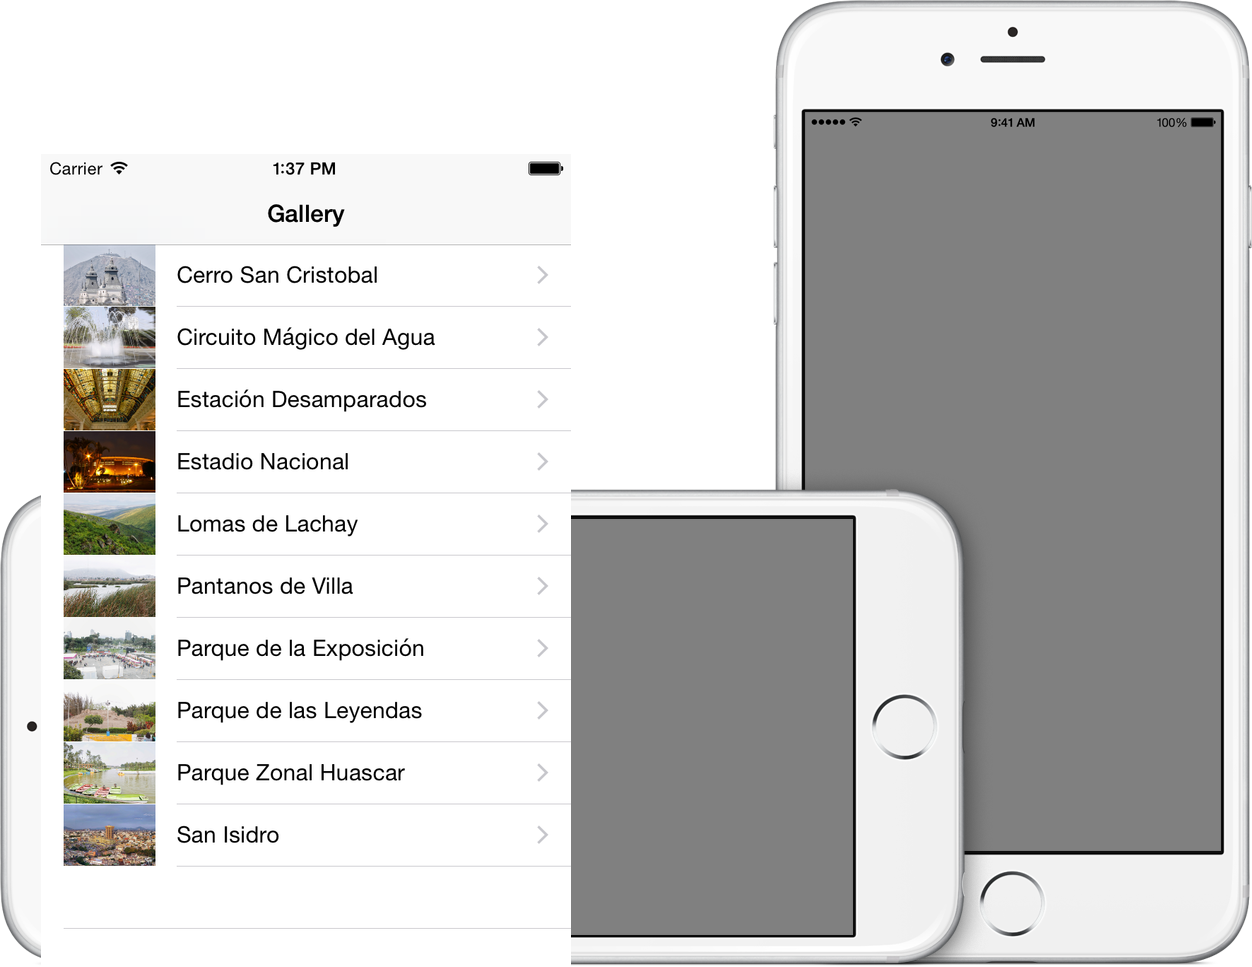 9:41 AM
100%
Carrier
1:37 PM
Gallery
Cerro San Cristobal
Circuito Mágico del Agua
Estación Desamparados
Estadio Nacional
Lomas de Lachay
Pantanos de Villa
Parque de la Exposición
Parque de las Leyendas
Parque Zonal Huascar
San Isidro